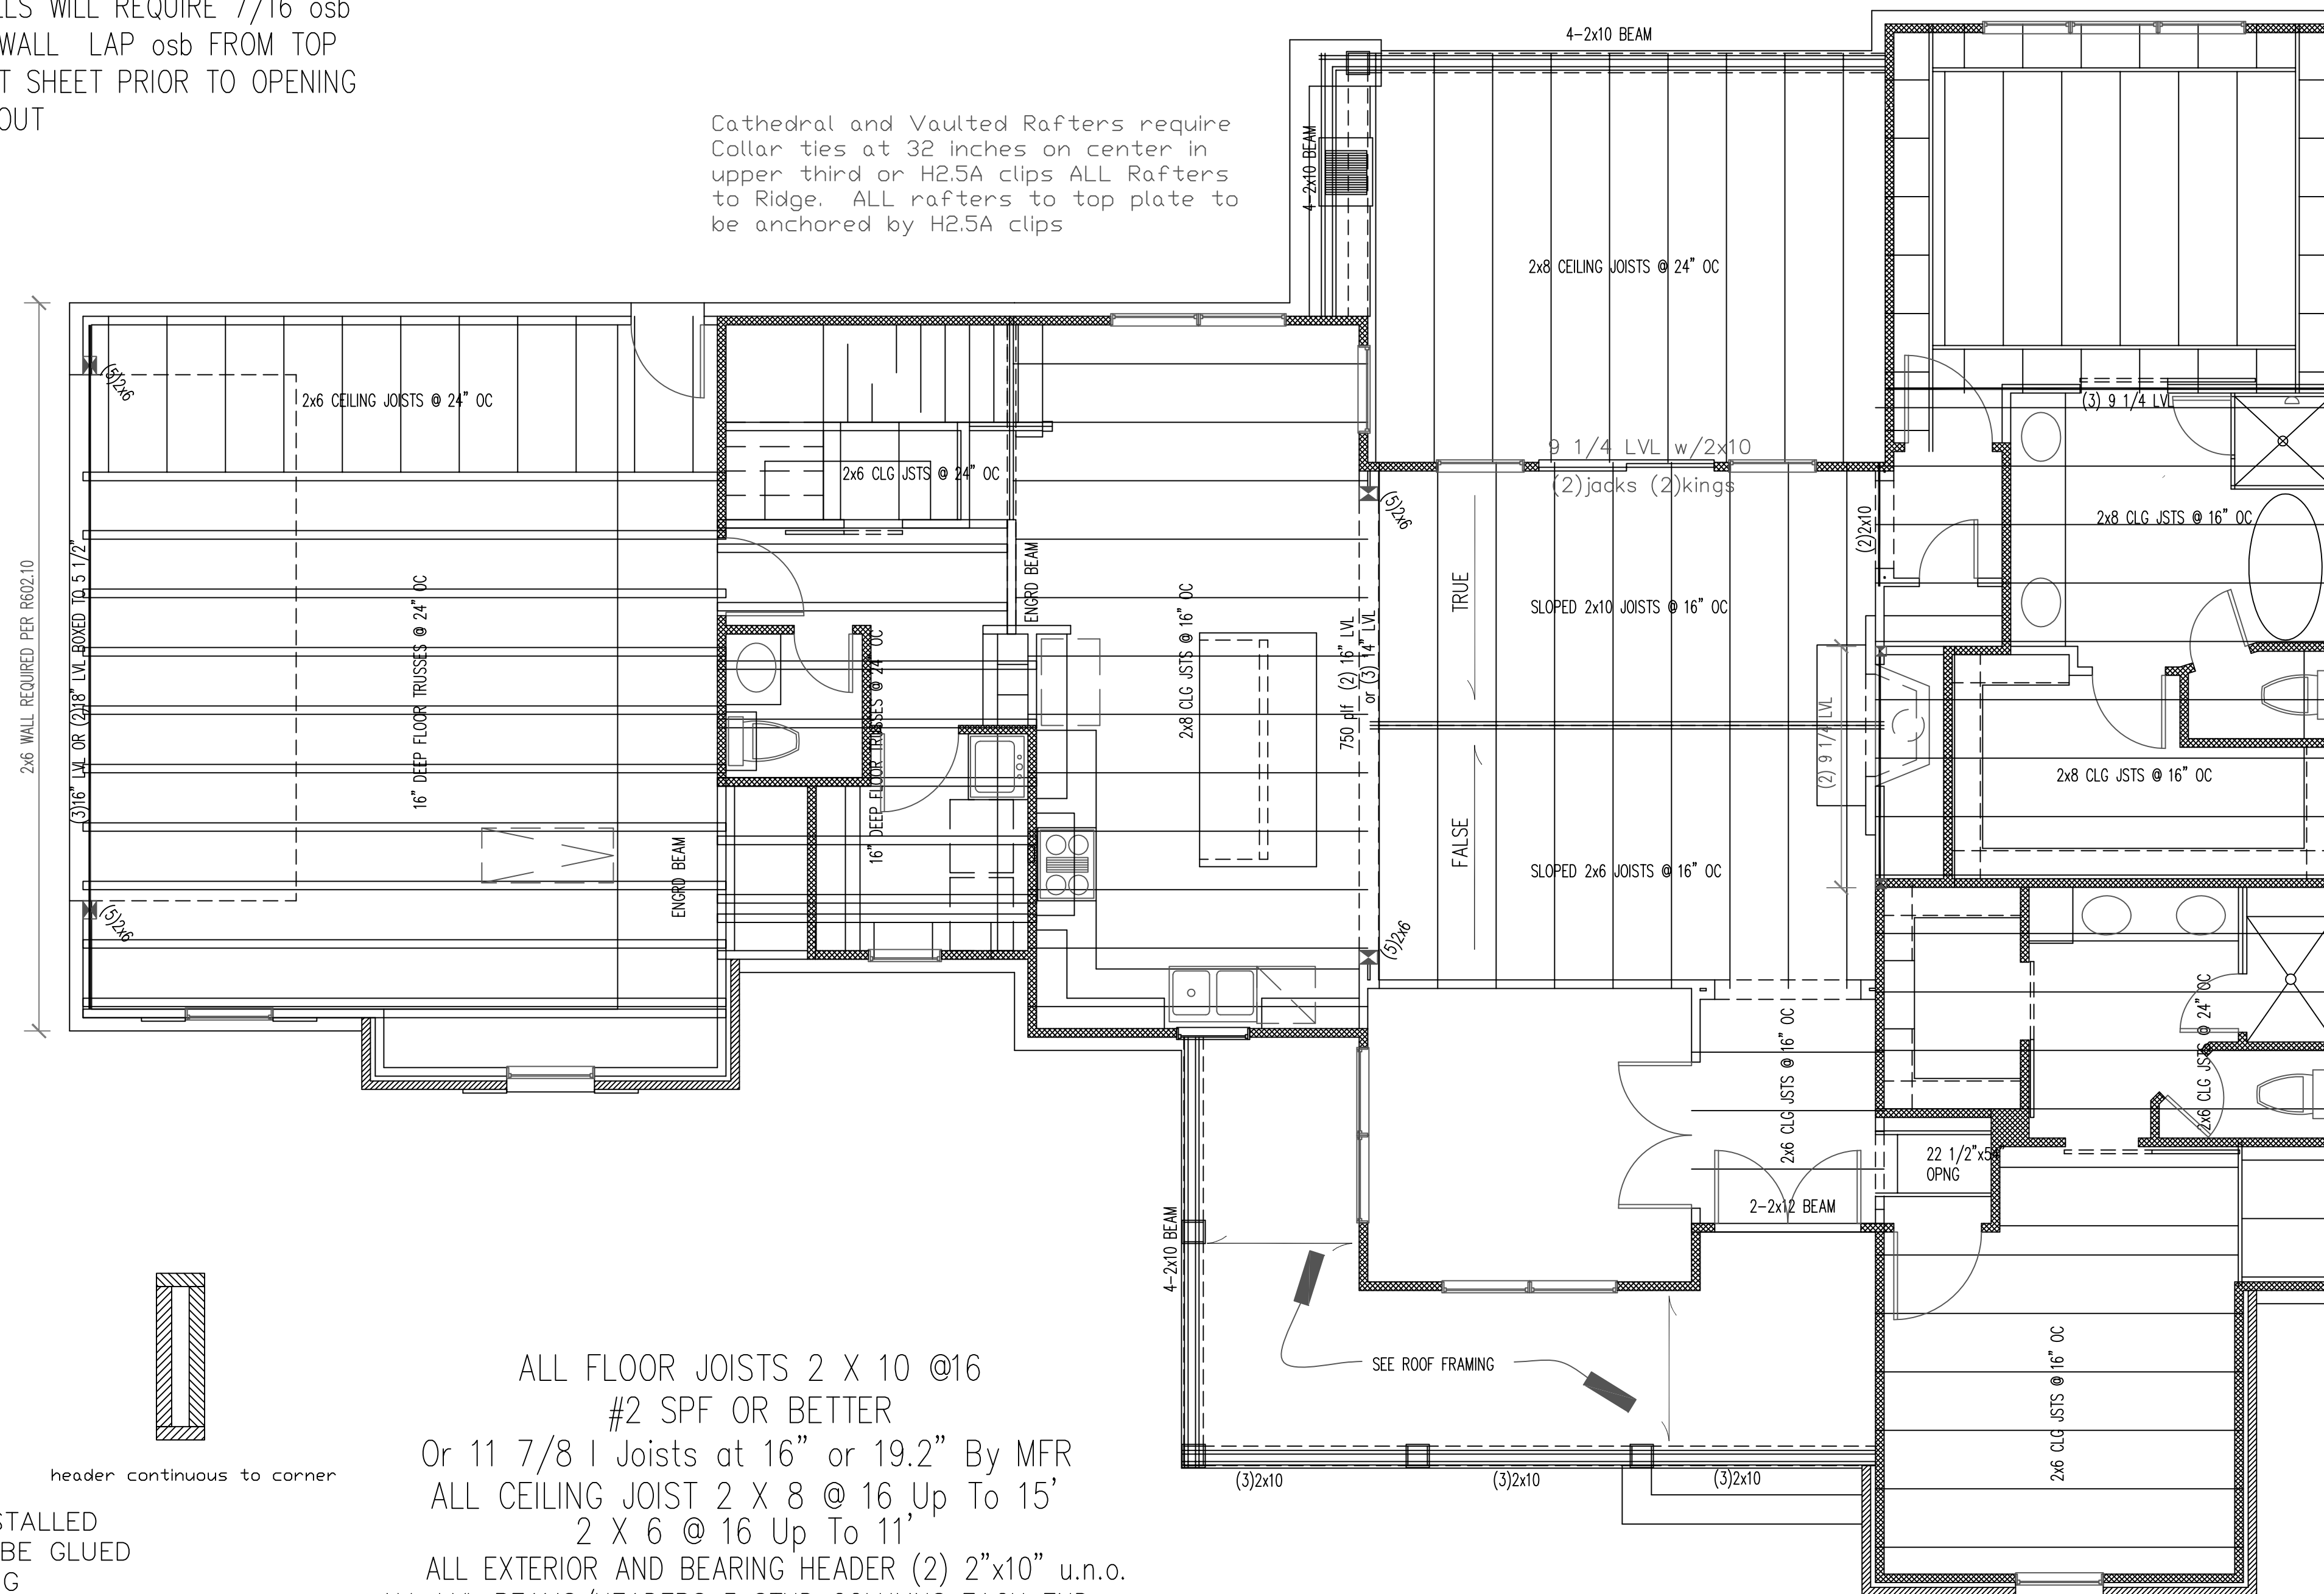 WALL LAP osb FROM TOP
T SHEET PRIOR TO OPENING
OUT
WILL REQUIRE 7/16 osb
Cathedral and Vaulted Rafters require
Collar ties at 32 inches on center in
upper third or H2.5A clips ALL Rafters
to Ridge. ALL rafters to top plate to
be anchored by H2.5A clips
4-2x10 BEAM
4-2x10 BEAM
2x8 CEILING JOISTS @ 24" OC
(5)2x6
2x6 CEILING JOISTS @ 24" OC
2x6 CLG JSTS @ 24" OC
9 1/4 LVL w/2x10
(2)jacks (2)kings
(5)2x6
(3) 9 1/4 LVL
2x8 CLG JSTS @ 16" OC
(2)2x10
2x6 WALL REQUIRED PER R602.10
(3)16" LVL OR (2)18" LVL BOXED TO 5 1/2"
16" DEEP FLOOR TRUSSES @ 24" OC
16" DEEP FLOOR TRUSSES @ 24" OC
ENGRD BEAM
ENGRD BEAM
2x8 CLG JSTS @ 16" OC
750 plf (2) 16" LVL
or (3) 14" LVL
TRUE
SLOPED 2x10 JOISTS @ 16" OC
FALSE
SLOPED 2x6 JOISTS @ 16" OC
(2) 9 1/4 LVL
2x8 CLG JSTS @ 16" OC
(5)2x6
(5)2x6
2x6 CLG JSTS @ 16" OC
2x6 CLG JSTS @ 24" OC
22 1/2"x54"
OPNG
2-2x12 BEAM
4-2x10 BEAM
SEE ROOF FRAMING
2x6 CLG JSTS @ 16" OC
(3)2x10
(3)2x10
(3)2x10
header continuous to corner
STALLED
BE GLUED
G
ALL FLOOR JOISTS 2 X 10 @16
#2 SPF OR BETTER
Or 11 7/8 I Joists at 16" or 19.2" By MFR
ALL CEILING JOIST 2 X 8 @ 16 Up To 15'
2 X 6 @ 16 Up To 11'
ALL EXTERIOR AND BEARING HEADER (2) 2"x10" u.n.o.